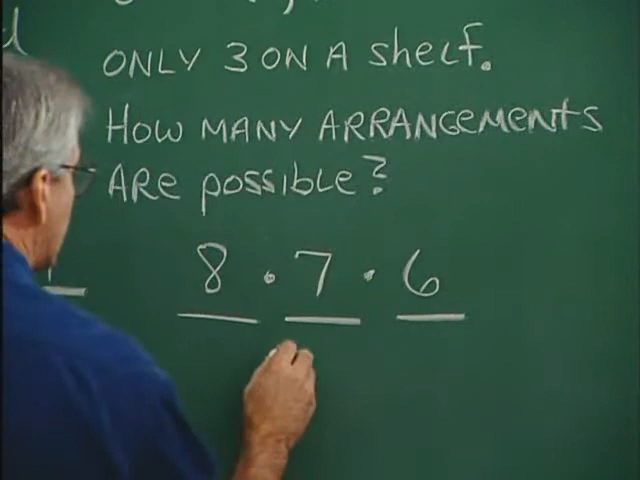 ONLY 3 ON A shelf.
HOW MANY ARRANGEMENTS
ARE possible?
8 · 7 · 6